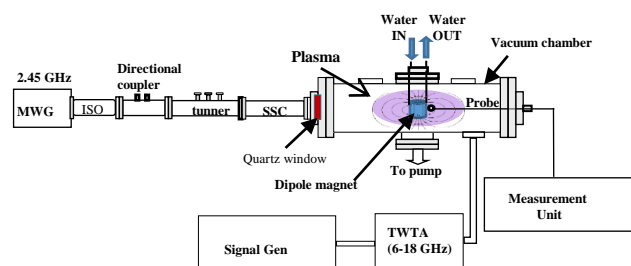 Water
IN
Water
OUT
Vacuum chamber
Plasma
Directional
coupler
2.45 GHz
MWG
ISO
tunner
SSC
Probe
Quartz window
Dipole magnet
To pump
Measurement
Unit
Signal Gen
TWTA
(6-18 GHz)